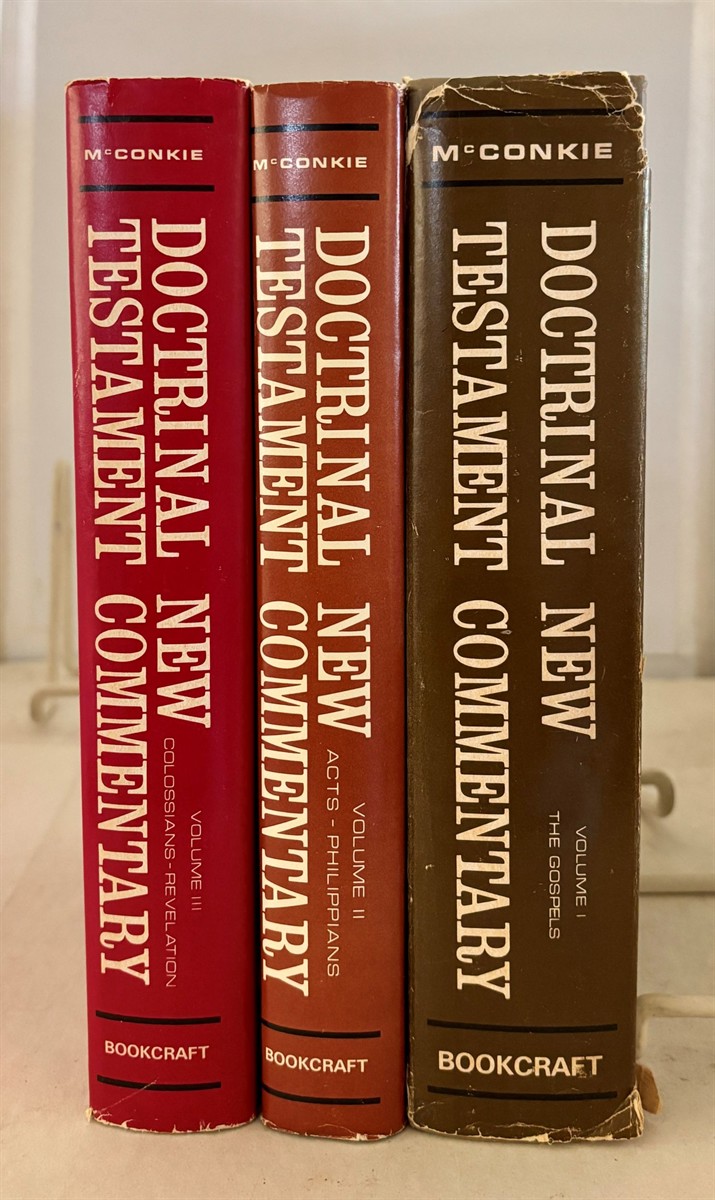 McCONKIE
DOCTRINAL NEW
TESTAMENT COMMENTARY
VOLUME III
COLOSSIANS-REVELATION
BOOKCRAFT
McCONKIE
DOCTRINAL NEW
TESTAMENT COMMENTARY
VOLUME II
ACTS - PHILIPPIANS
BOOKCRAFT
McCONKIE
DOCTRINAL NEW
TESTAMENT COMMENTARY
VOLUME I
THE GOSPELS
BOOKCRAFT